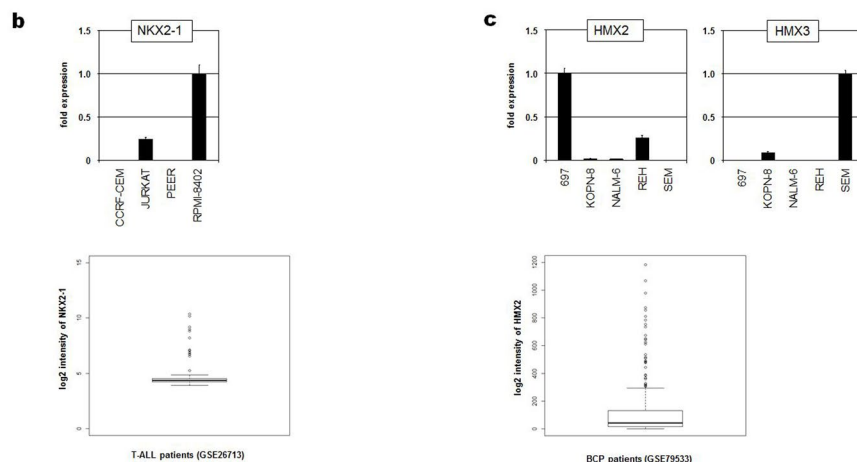 b
NKX2-1
fold expression
1.5
1.0
0.5
0
CCRF-CEM
JURKAT
PEER
RPMI-8402
log2 intensity of NKX2-1
15
10
5
0
T-ALL patients (GSE26713)
c
HMX2
fold expression
1.5
1.0
0.5
0
697
KOPN-8
NALM-6
REH
SEM
HMX3
1.5
1.0
0.5
0
697
KOPN-8
NALM-6
REH
SEM
log2 intensity of HMX2
1200
1000
800
600
400
200
0
BCP patients (GSE79533)